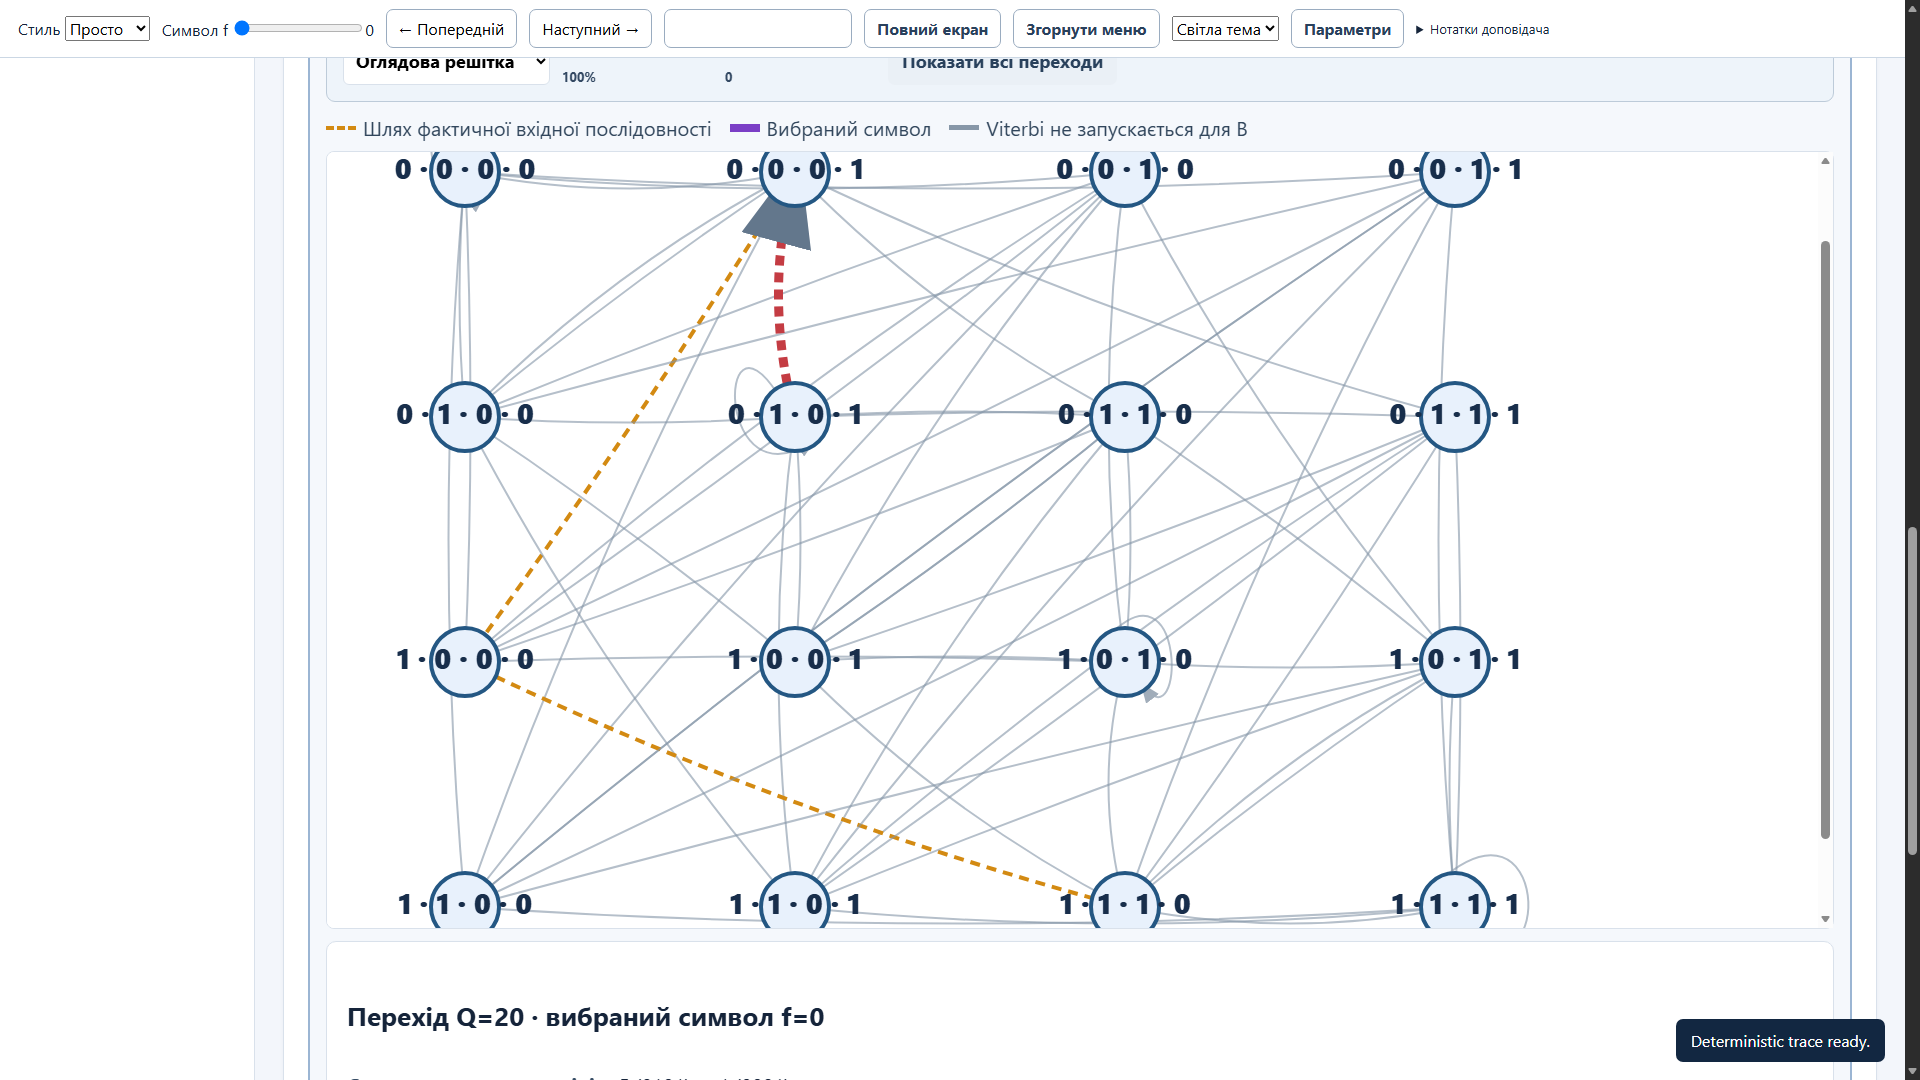 Стиль Просто Символ f 0 ← Попередній Наступний → Повний екран Згорнути меню Світла тема Параметри ▶ Нотатки доповідача
Оглядова решітка 100% 0 Показати всі переходи
Шлях фактичної вхідної послідовності Вибраний символ Viterbi не запускається для B
0 · 0 · 0 · 0 0 · 0 · 0 · 1 0 · 0 · 1 · 0 0 · 0 · 1 · 1
0 · 1 · 0 · 0 0 · 1 · 0 · 1 0 · 1 · 1 · 0 0 · 1 · 1 · 1
1 · 0 · 0 · 0 1 · 0 · 0 · 1 1 · 0 · 1 · 0 1 · 0 · 1 · 1
1 · 1 · 0 · 0 1 · 1 · 0 · 1 1 · 1 · 1 · 0 1 · 1 · 1 · 1
Перехід Q=20 · вибраний символ f=0
Deterministic trace ready.